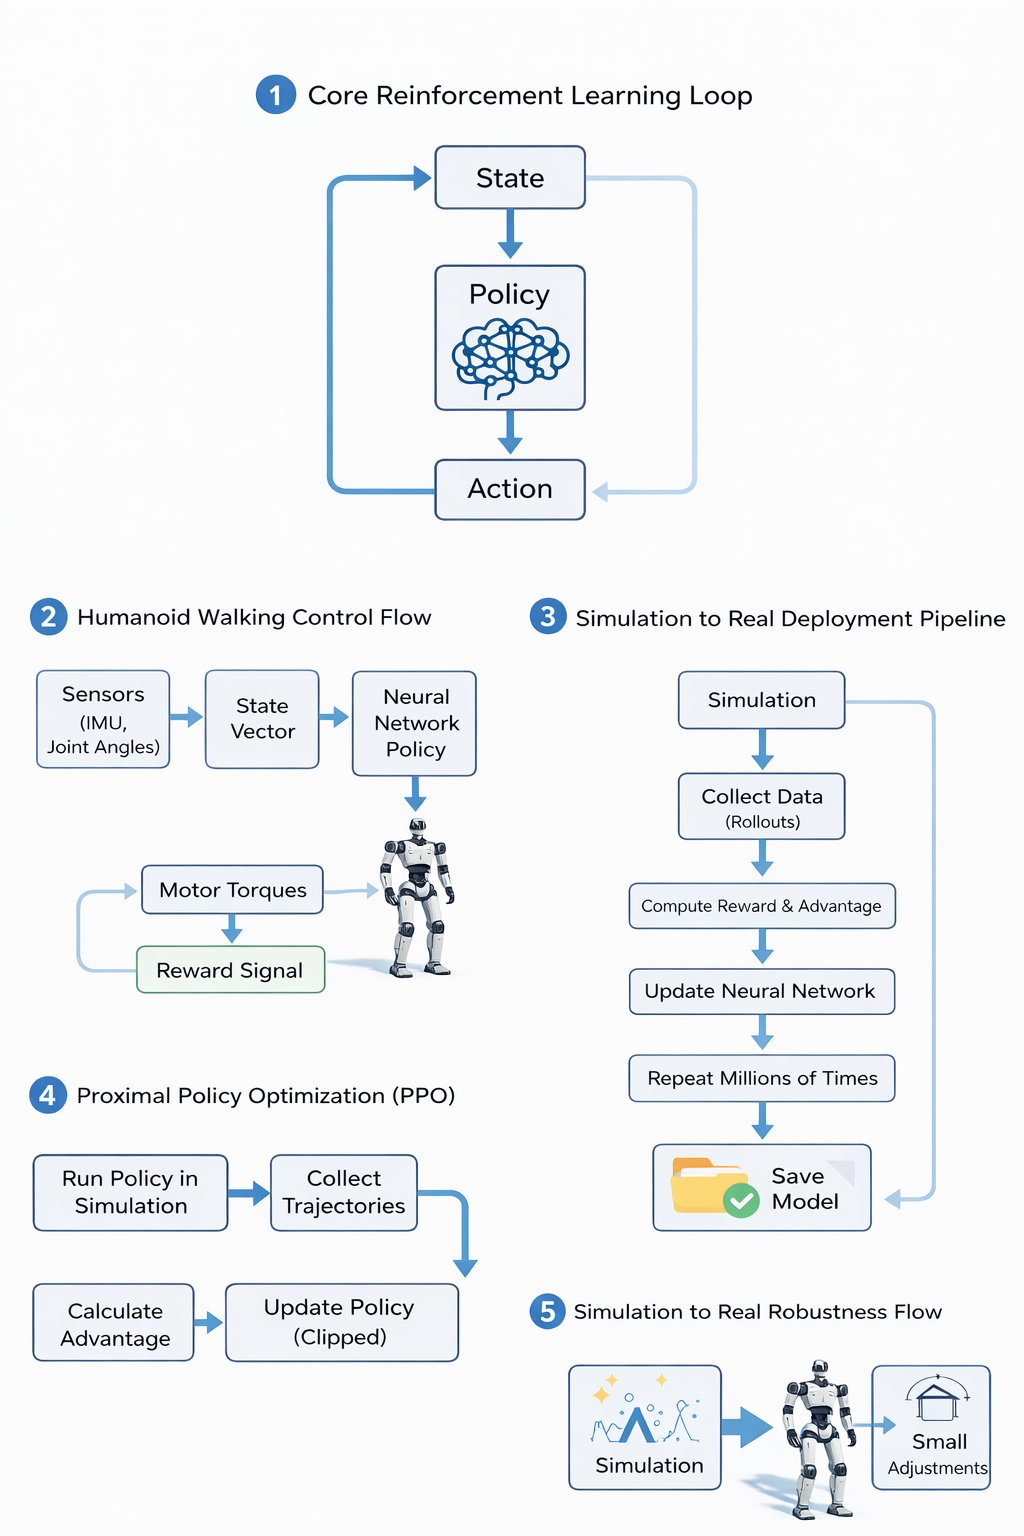 1 Core Reinforcement Learning Loop
State
Policy
Action
2 Humanoid Walking Control Flow
Sensors
(IMU,
Joint Angles)
State
Vector
Neural
Network
Policy
Motor Torques
Reward Signal
3 Simulation to Real Deployment Pipeline
Simulation
Collect Data
(Rollouts)
Compute Reward & Advantage
Update Neural Network
Repeat Millions of Times
Save
Model
4 Proximal Policy Optimization (PPO)
Run Policy in
Simulation
Collect
Trajectories
Calculate
Advantage
Update Policy
(Clipped)
5 Simulation to Real Robustness Flow
Simulation
Small
Adjustments